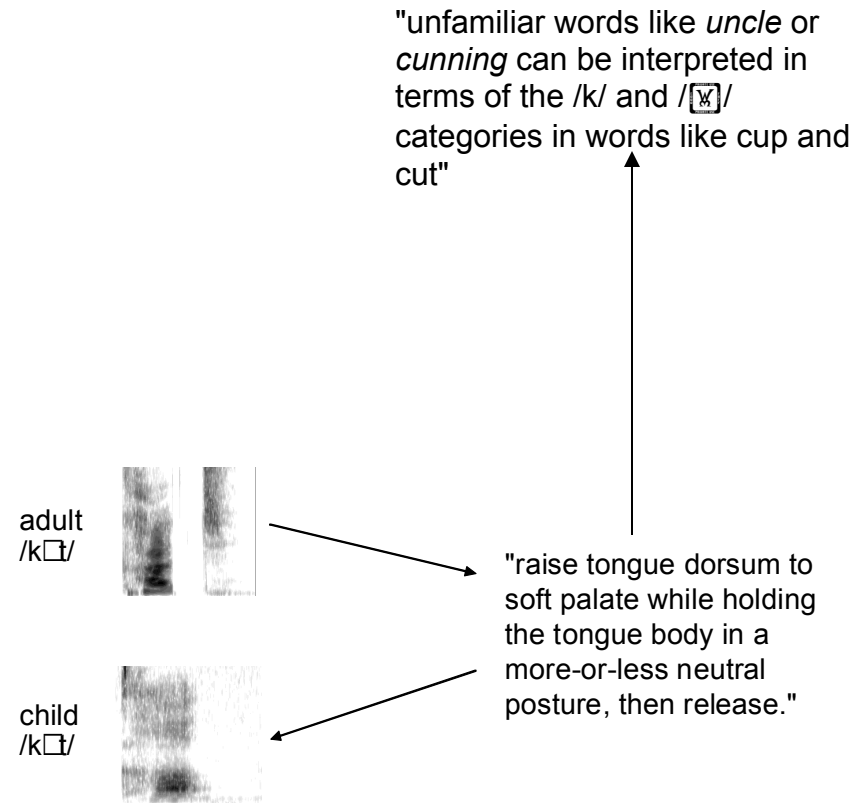 "unfamiliar words like uncle or
cunning can be interpreted in
terms of the /k/ and /□/
categories in words like cup and
cut"
adult
/k□t/
"raise tongue dorsum to
soft palate while holding
the tongue body in a
more-or-less neutral
posture, then release."
child
/k□t/